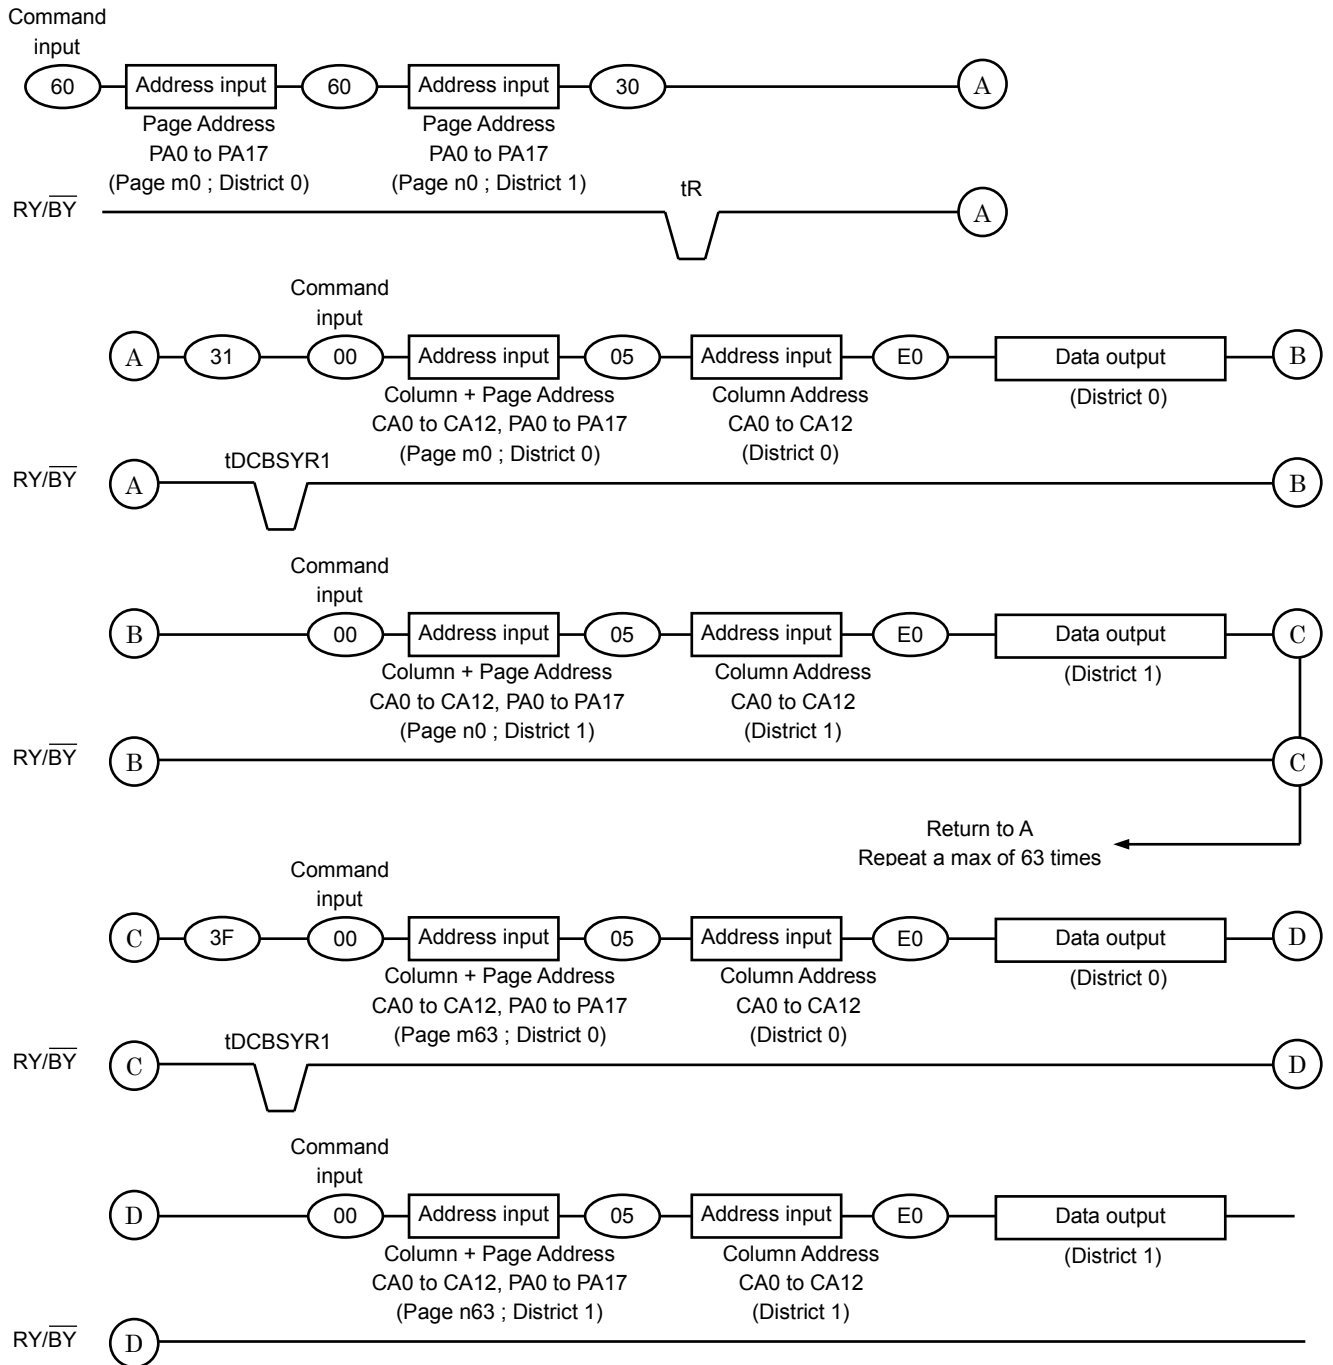 Command
input
60 Address input 60 Address input 30 A
Page Address Page Address
PA0 to PA17 PA0 to PA17
(Page m0 ; District 0) (Page n0 ; District 1)
tR
RY/BY A
Command
input
A 31 00 Address input 05 Address input E0 Data output B
Column + Page Address Column Address (District 0)
CA0 to CA12, PA0 to PA17 CA0 to CA12
(Page m0 ; District 0) (District 0)
tDCBSYR1
RY/BY A B
Command
input
B 00 Address input 05 Address input E0 Data output C
Column + Page Address Column Address (District 1)
CA0 to CA12, PA0 to PA17 CA0 to CA12
(Page n0 ; District 1) (District 1)
RY/BY B C
Return to A
Repeat a max of 63 times
Command
input
C 3F 00 Address input 05 Address input E0 Data output D
Column + Page Address Column Address (District 0)
CA0 to CA12, PA0 to PA17 CA0 to CA12
(Page m63 ; District 0) (District 0)
tDCBSYR1
RY/BY C D
Command
input
D 00 Address input 05 Address input E0 Data output
Column + Page Address Column Address (District 1)
CA0 to CA12, PA0 to PA17 CA0 to CA12
(Page n63 ; District 1) (District 1)
RY/BY D